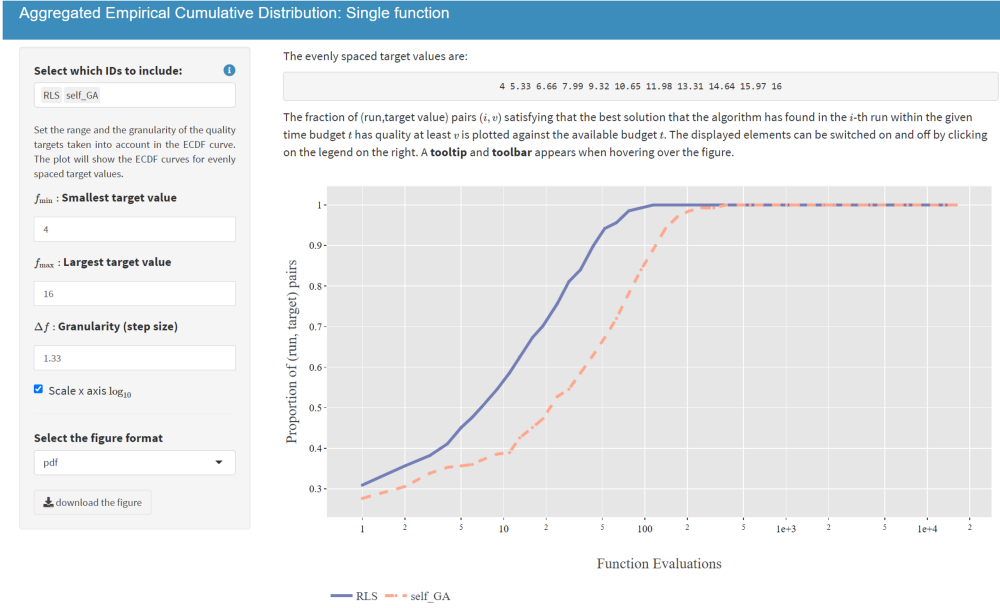 Aggregated Empirical Cumulative Distribution: Single function
Select which IDs to include:
RLS self_GA
Set the range and the granularity of the quality
targets taken into account in the ECDF curve.
The plot will show the ECDF curves for evenly
spaced target values.
fmin : Smallest target value
4
fmax : Largest target value
16
Δf : Granularity (step size)
1.33
Scale x axis log10
Select the figure format
pdf
download the figure
The evenly spaced target values are:
4 5.33 6.66 7.99 9.32 10.65 11.98 13.31 14.64 15.97 16
The fraction of (run,target value) pairs (i, v) satisfying that the best solution that the algorithm has found in the i-th run within the given
time budget t has quality at least v is plotted against the available budget t. The displayed elements can be switched on and off by clicking
on the legend on the right. A tooltip and toolbar appears when hovering over the figure.
Proportion of (run, target) pairs
1
0.9
0.8
0.7
0.6
0.5
0.4
0.3
1 2 5 10 2 5 100 2 5 1e+3 2 5 1e+4 2
Function Evaluations
RLS self_GA